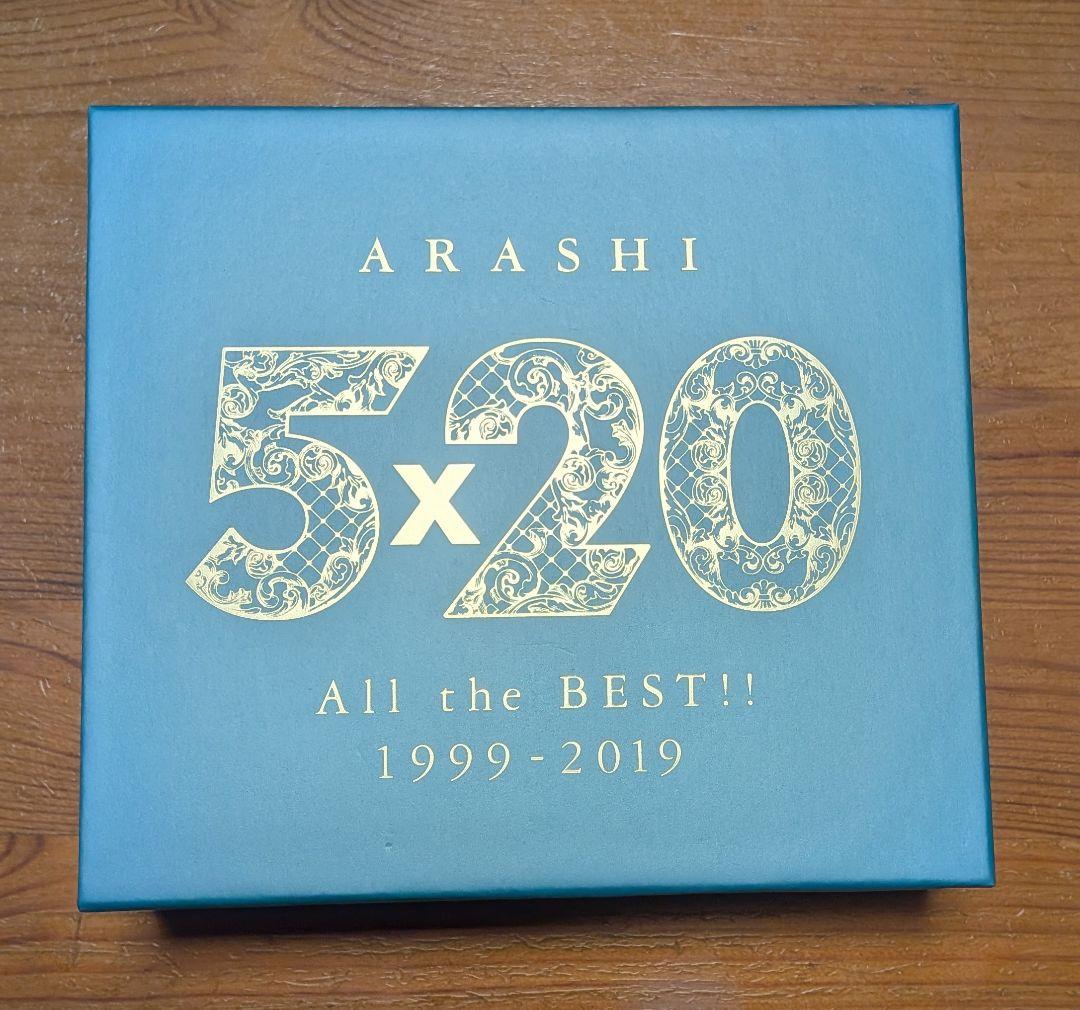 ARASHI
5x20
All the BEST!!
1999-2019